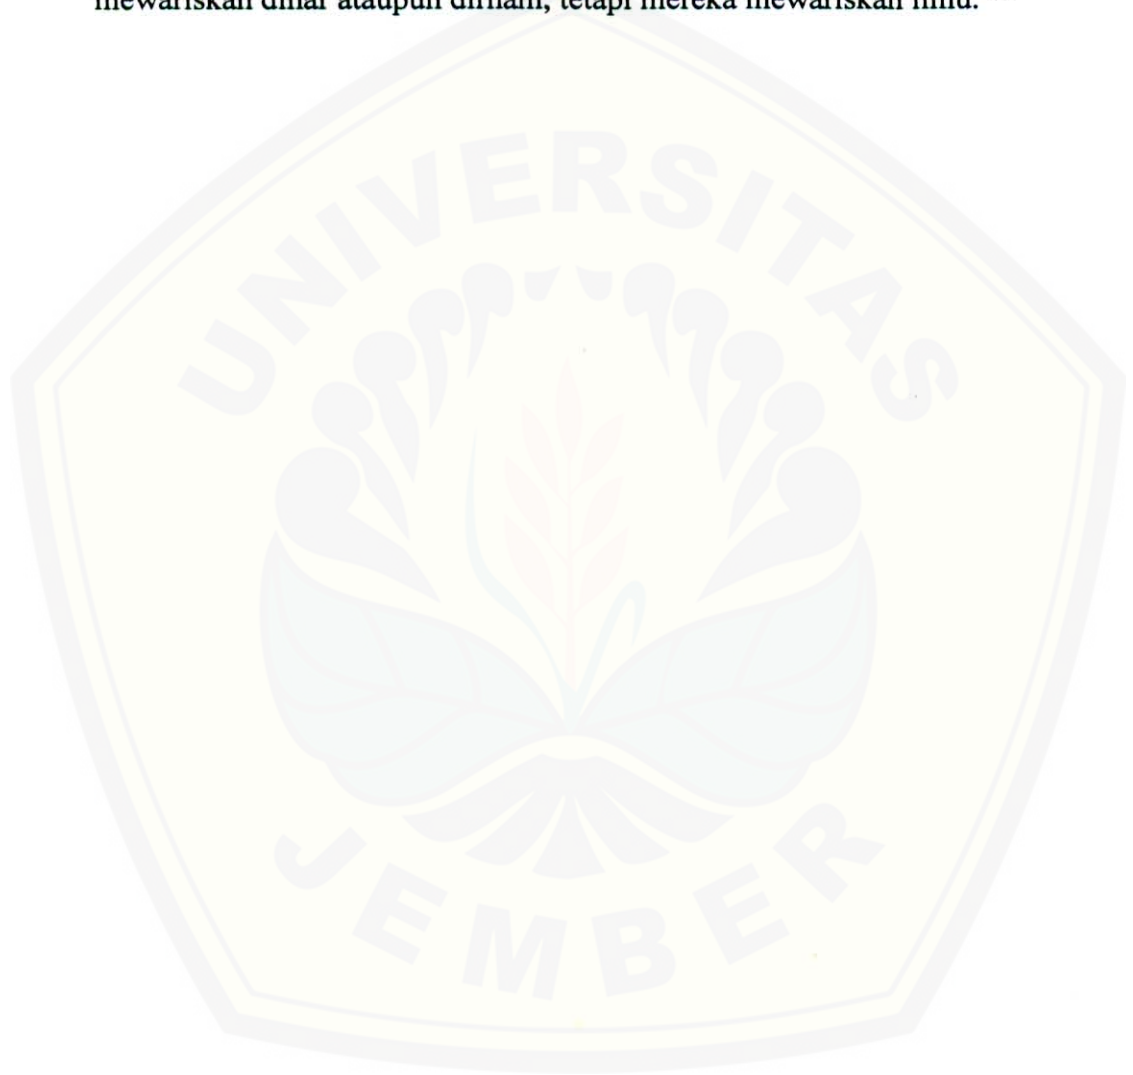 mewariskan dinar ataupun dirham, tetapi mereka mewariskan ilmu.
UNIVERSITAS
JEMBER